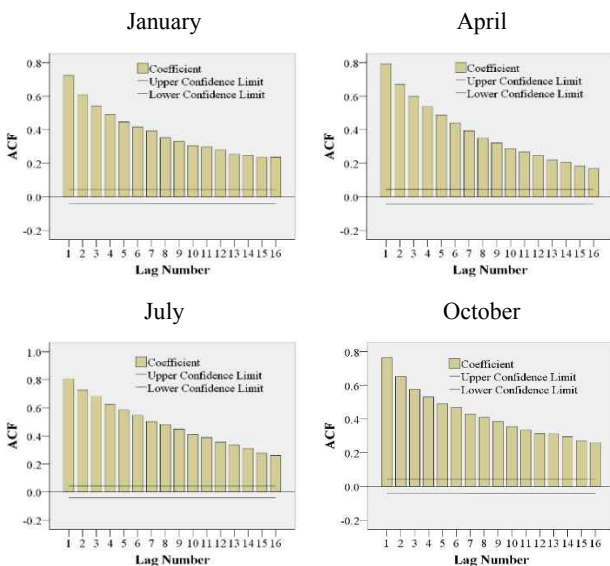 January
0.8
0.6
0.4
0.2
0.0
-0.2
ACF
Coefficient
Upper Confidence Limit
Lower Confidence Limit
1 2 3 4 5 6 7 8 9 10 11 12 13 14 15 16
Lag Number
April
0.8
0.6
0.4
0.2
0.0
-0.2
ACF
Coefficient
Upper Confidence Limit
Lower Confidence Limit
1 2 3 4 5 6 7 8 9 10 11 12 13 14 15 16
Lag Number
July
1.0
0.8
0.6
0.4
0.2
0.0
-0.2
ACF
Coefficient
Upper Confidence Limit
Lower Confidence Limit
1 2 3 4 5 6 7 8 9 10 11 12 13 14 15 16
Lag Number
October
0.8
0.6
0.4
0.2
0.0
-0.2
ACF
Coefficient
Upper Confidence Limit
Lower Confidence Limit
1 2 3 4 5 6 7 8 9 10 11 12 13 14 15 16
Lag Number